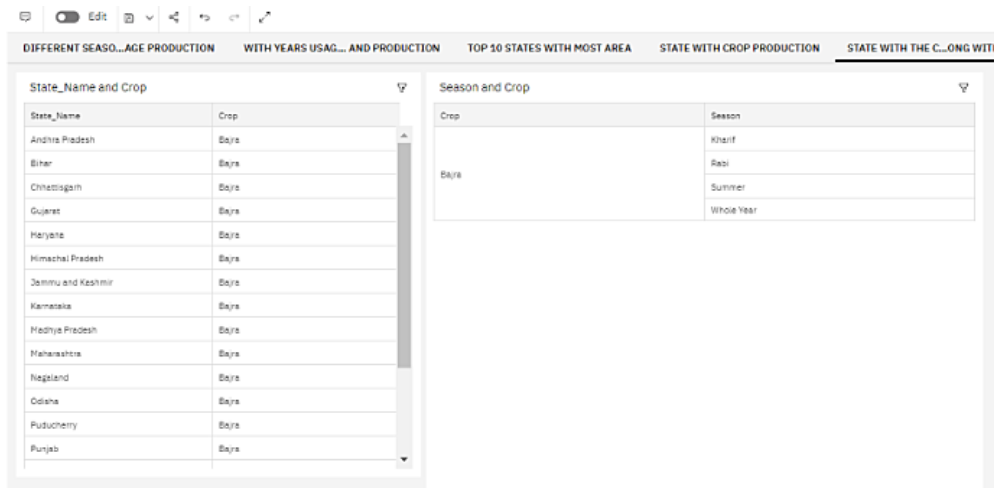 Edit
DIFFERENT SEASO...AGE PRODUCTION WITH YEARS USAG... AND PRODUCTION TOP 10 STATES WITH MOST AREA STATE WITH CROP PRODUCTION STATE WITH THE C...ONG WIT
State_Name and Crop
State_Name Crop
Andhra Pradesh Bajra
Bihar Bajra
Chhattisgarh Bajra
Gujarat Bajra
Haryana Bajra
Himachal Pradesh Bajra
Jammu and Kashmir Bajra
Karnataka Bajra
Madhya Pradesh Bajra
Maharashtra Bajra
Nagaland Bajra
Odisha Bajra
Puducherry Bajra
Punjab Bajra
Season and Crop
Crop Season
Bajra
Kharif
Rabi
Summer
Whole Year